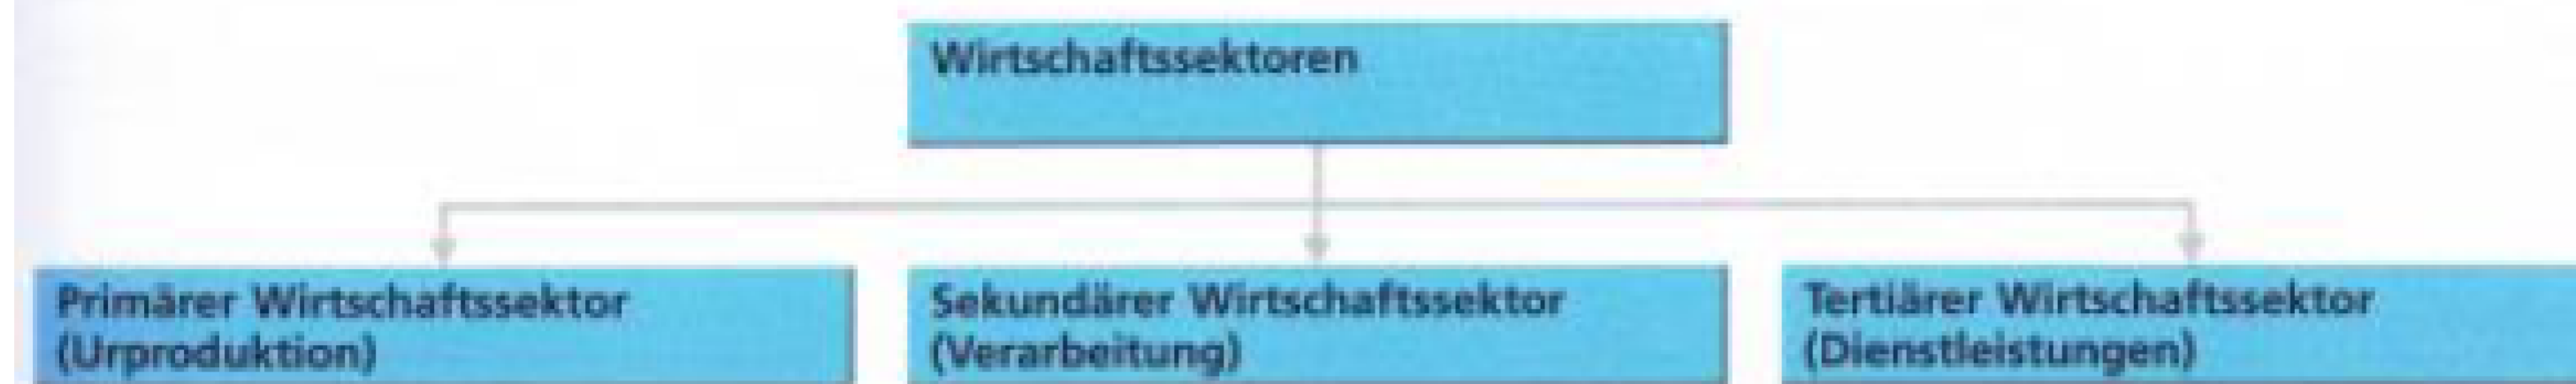 Wirtschaftssektoren
Primärer Wirtschaftssektor
(Urproduktion)
Sekundärer Wirtschaftssektor
(Verarbeitung)
Tertiärer Wirtschaftssektor
(Dienstleistungen)